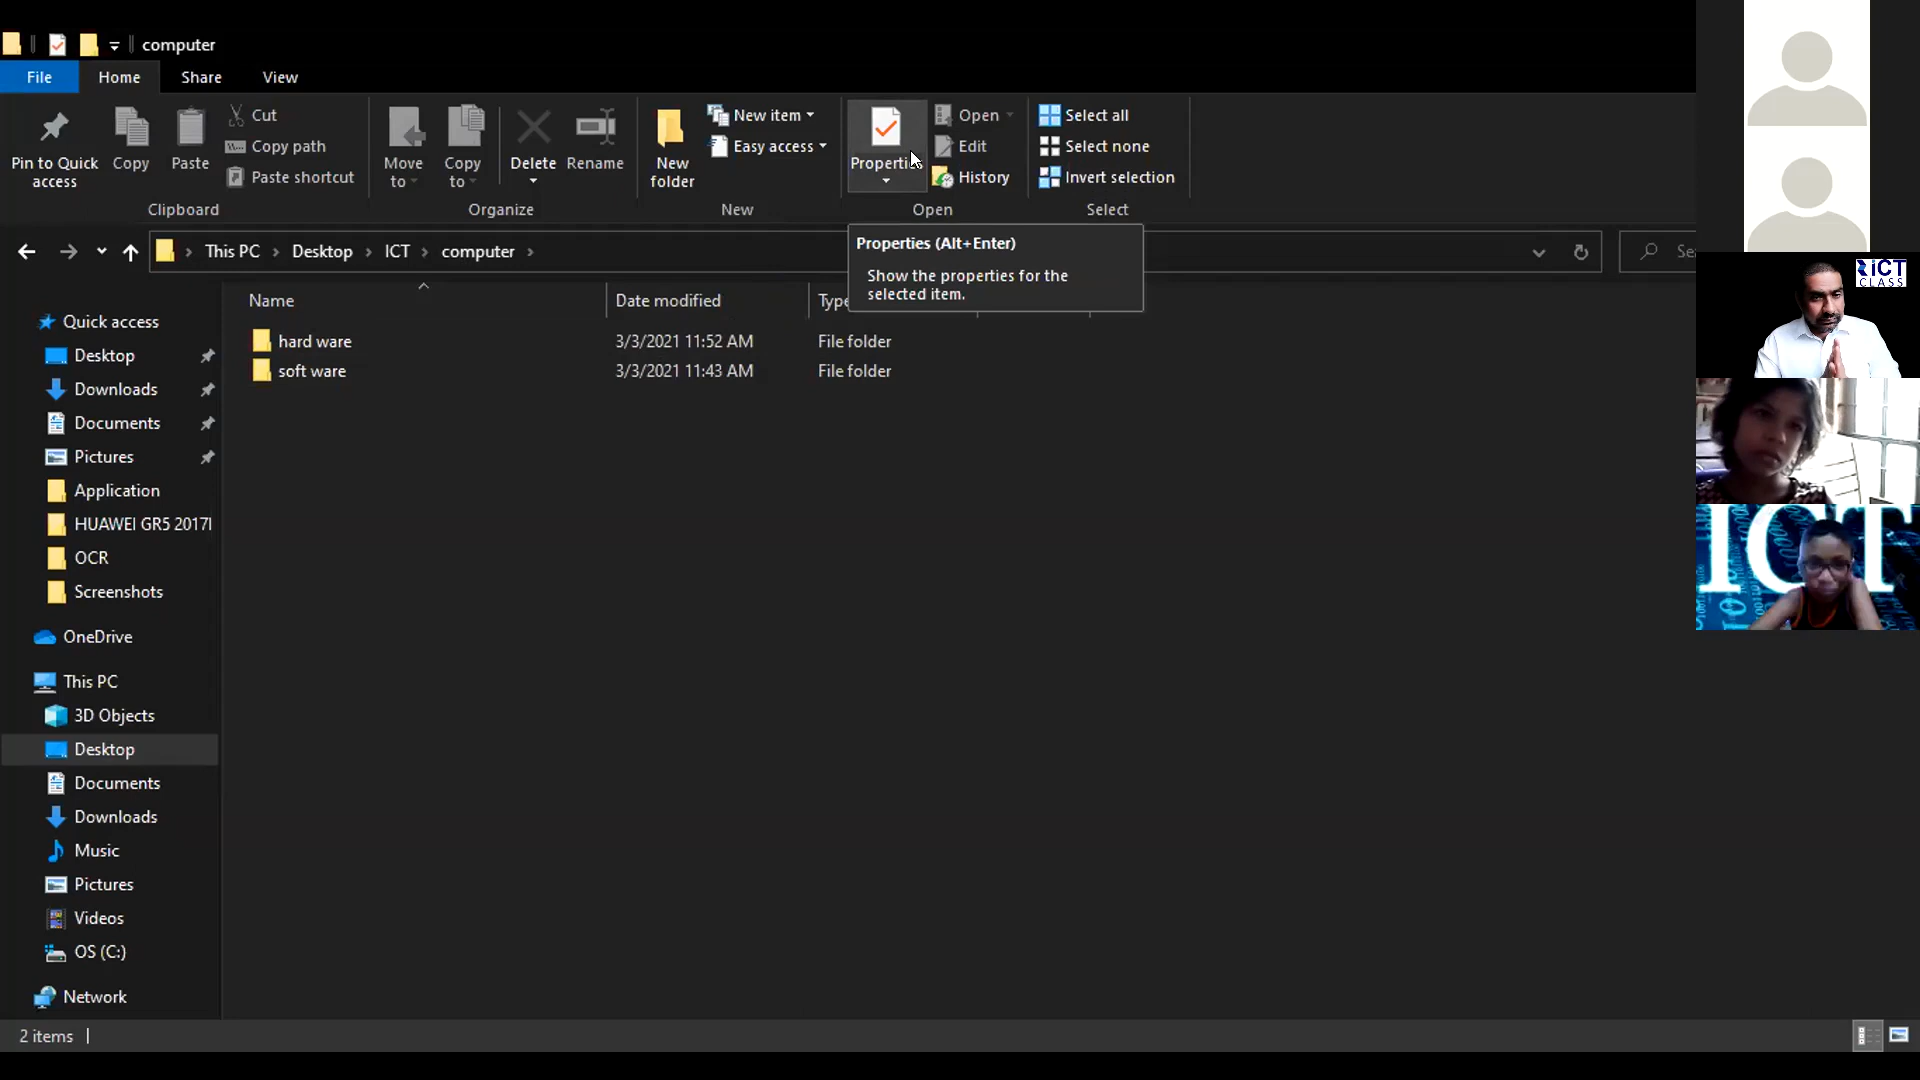 computer
File Home Share View
Pin to Quick access
Copy
Paste
Cut
Copy path
Paste shortcut
Clipboard
Move to
Copy to
Delete
Rename
Organize
New folder
New item
Easy access
New
Properti
Open
Edit
History
Open
Select all
Select none
Invert selection
Select
This PC > Desktop > ICT > computer >
Properties (Alt+Enter)
Show the properties for the
selected item.
Name Date modified
hard ware 3/3/2021 11:52 AM File folder
soft ware 3/3/2021 11:43 AM File folder
Quick access
Desktop
Downloads
Documents
Pictures
Application
HUAWEI GR5 2017
OCR
Screenshots
OneDrive
This PC
3D Objects
Desktop
Documents
Downloads
Music
Pictures
Videos
OS (C:)
Network
2 items
ICT
CLASS
ICT